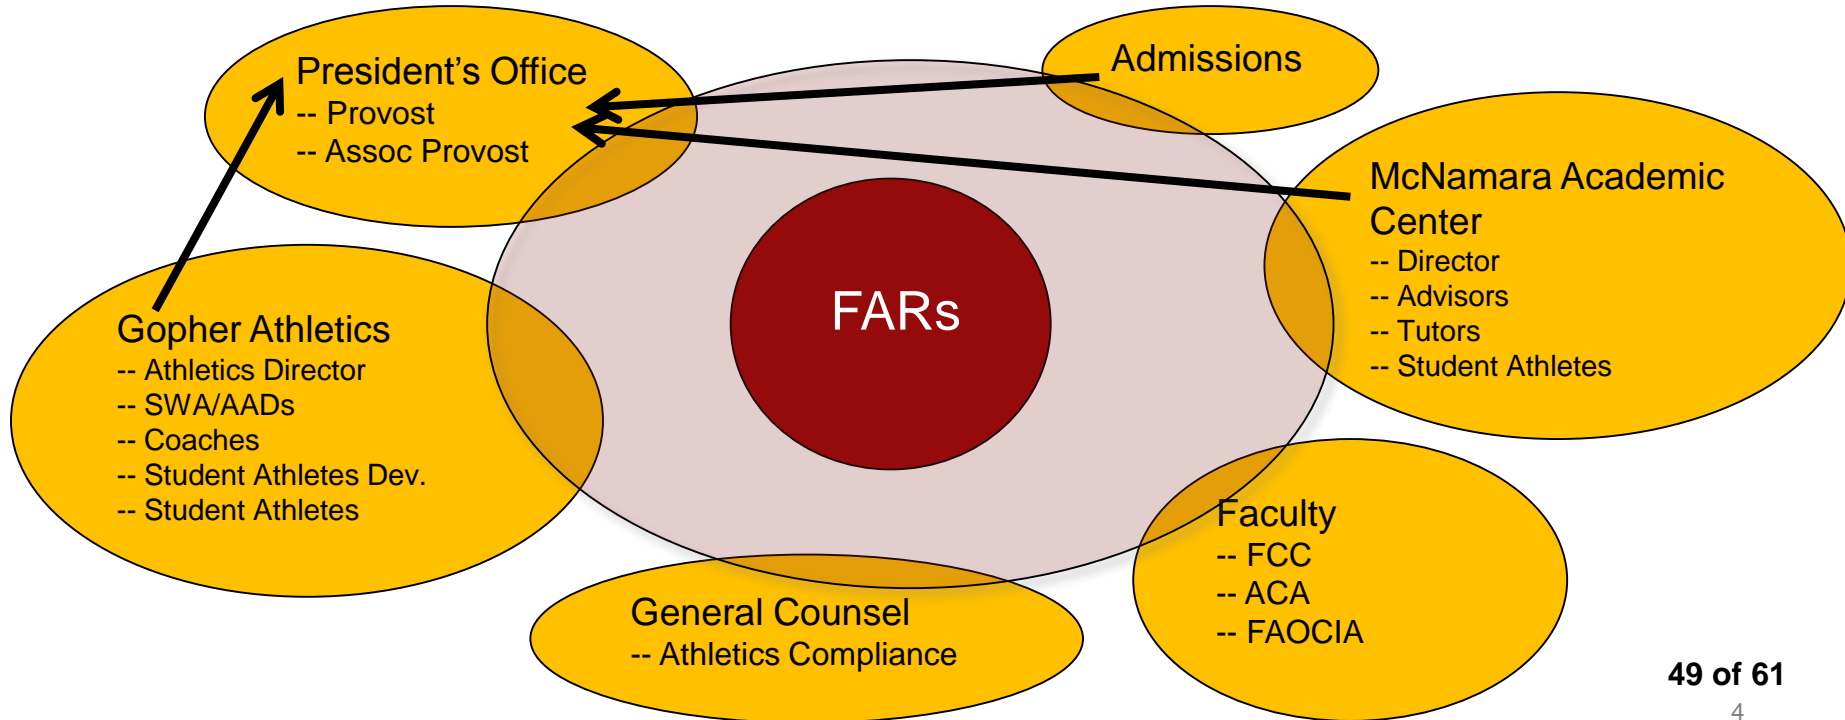 President’s Office
-- Provost
-- Assoc Provost
Admissions
McNamara Academic
Center
-- Director
-- Advisors
-- Tutors
-- Student Athletes
FARs
Gopher Athletics
-- Athletics Director
-- SWA/AADs
-- Coaches
-- Student Athletes Dev.
-- Student Athletes
Faculty
-- FCC
-- ACA
-- FAOCIA
General Counsel
-- Athletics Compliance
49 of 61
4